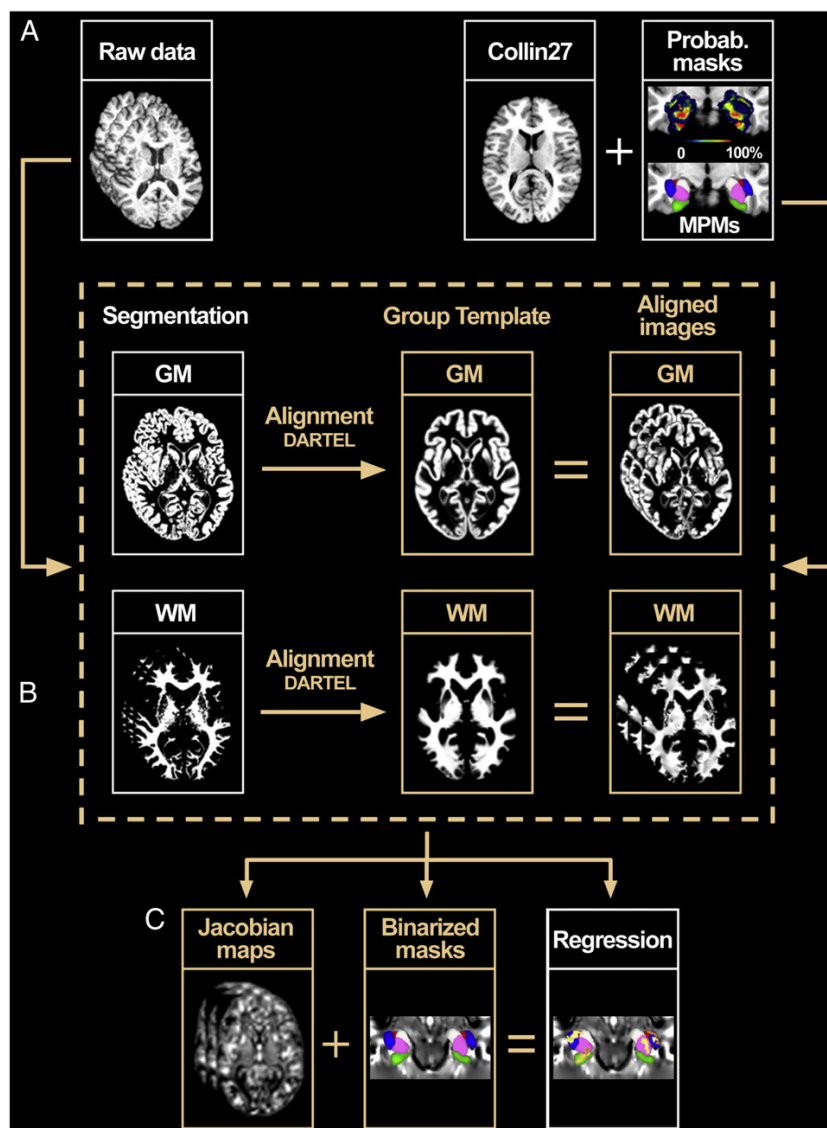 A
Raw data
Collin27
Probab.
masks
+
0 100%
MPMs
Segmentation
Group Template
Aligned
images
GM
Alignment
DARTEL
GM
=
GM
B
WM
Alignment
DARTEL
WM
=
WM
C
Jacobian
maps
+
Binarized
masks
=
Regression